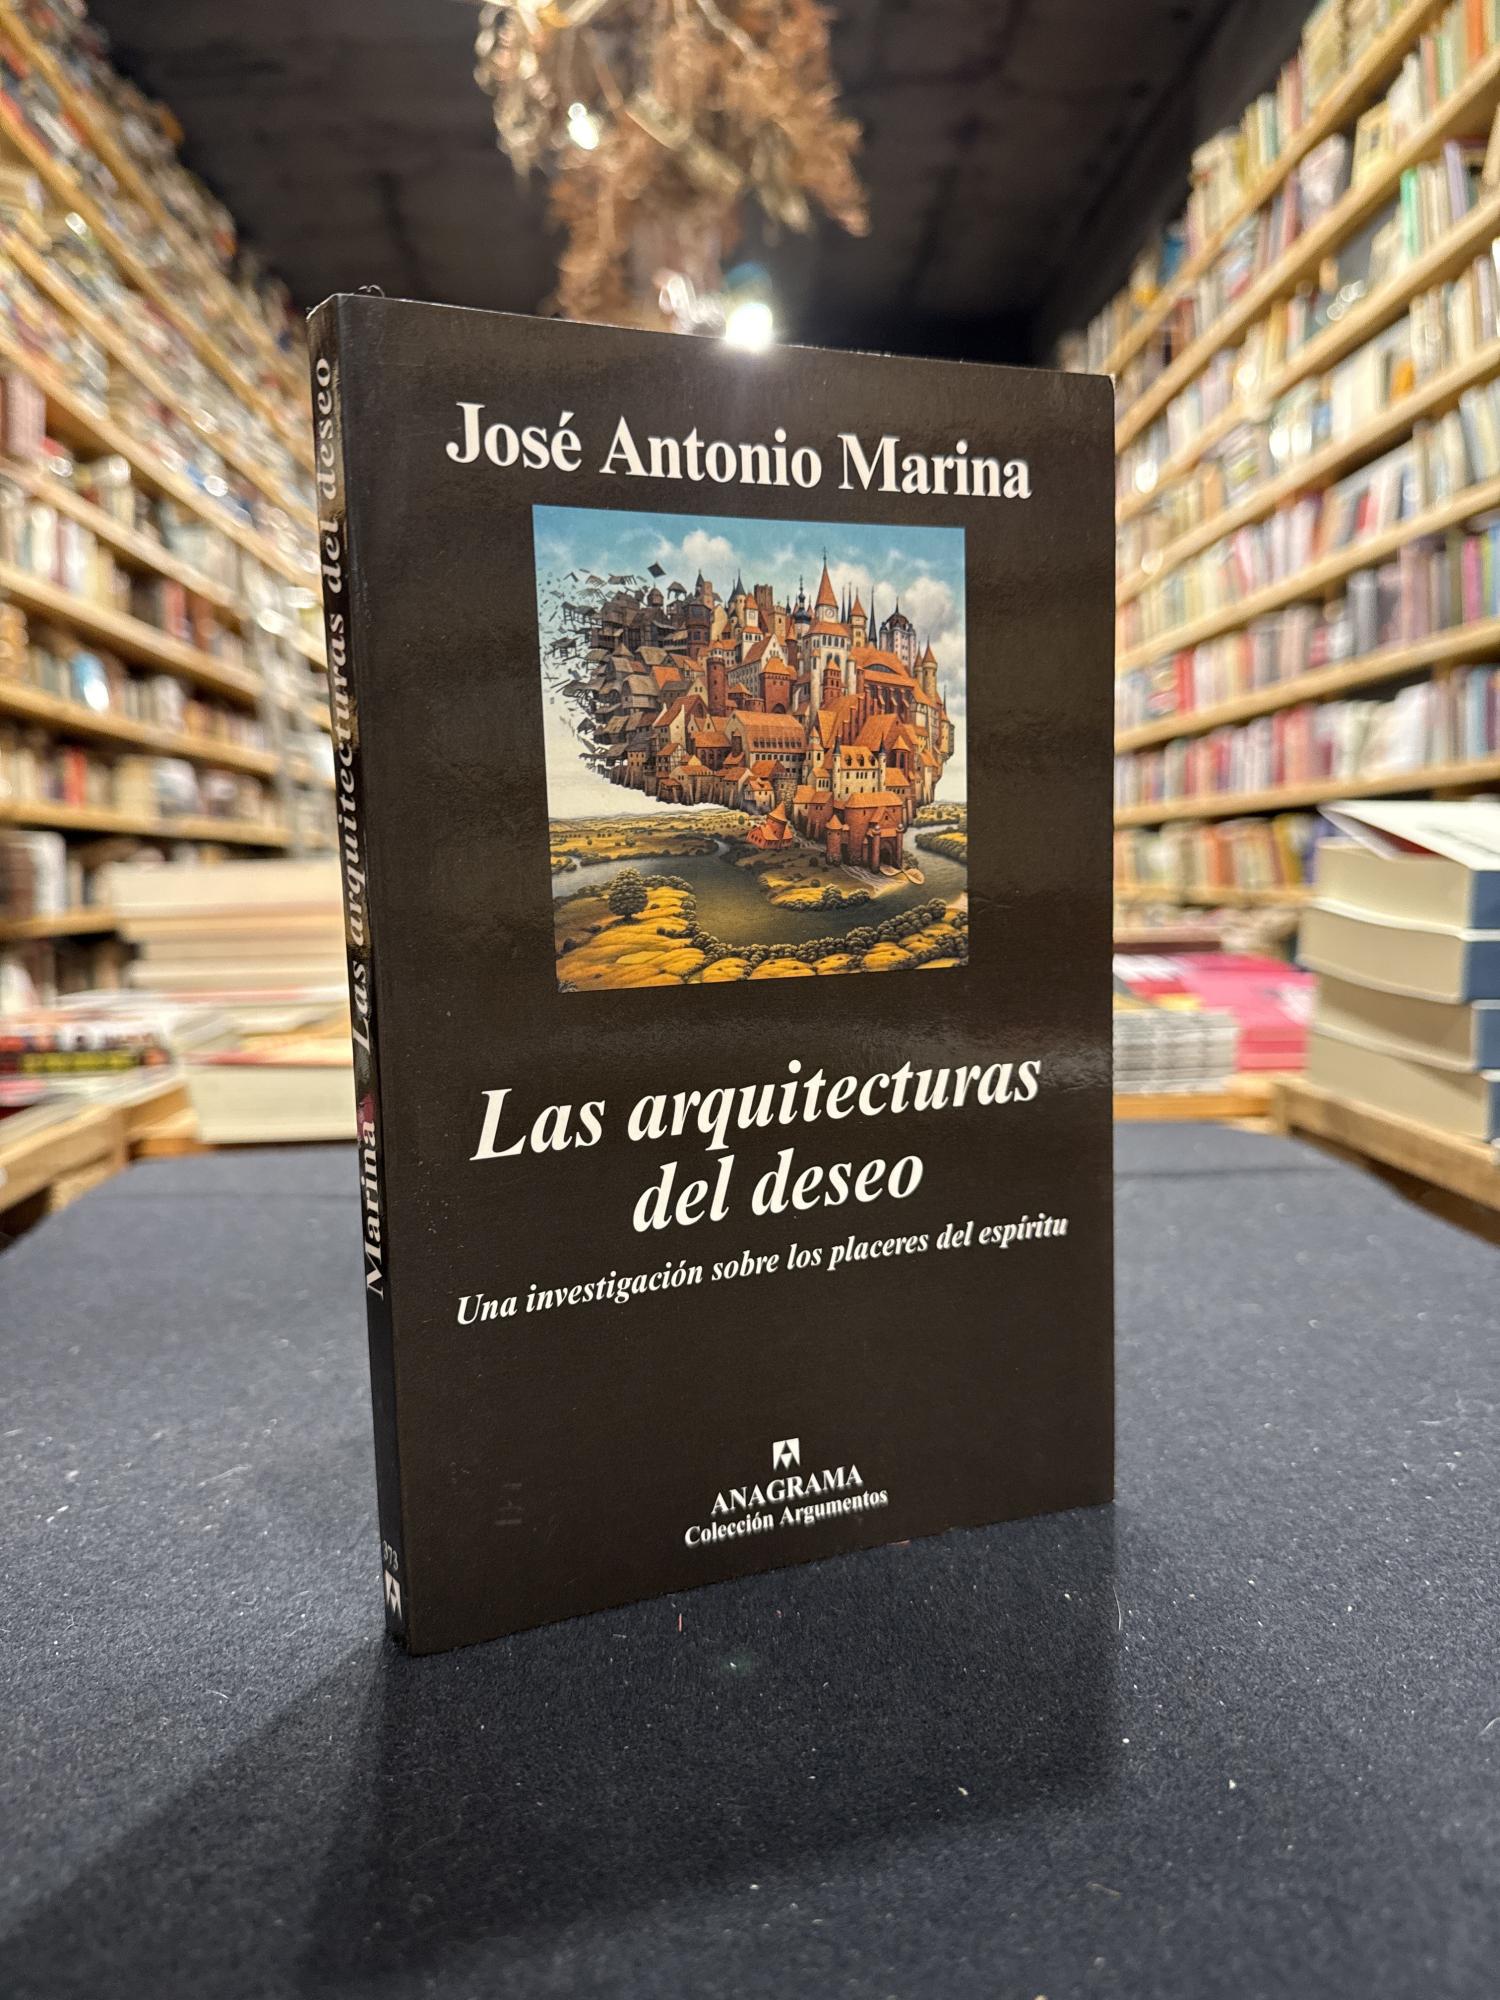 José Antonio Marina
Las arquitecturas
del deseo
Una investigación sobre los placeres del espíritu
ANAGRAMA
Colección Argumentos
Marina Las arquitecturas del deseo
373